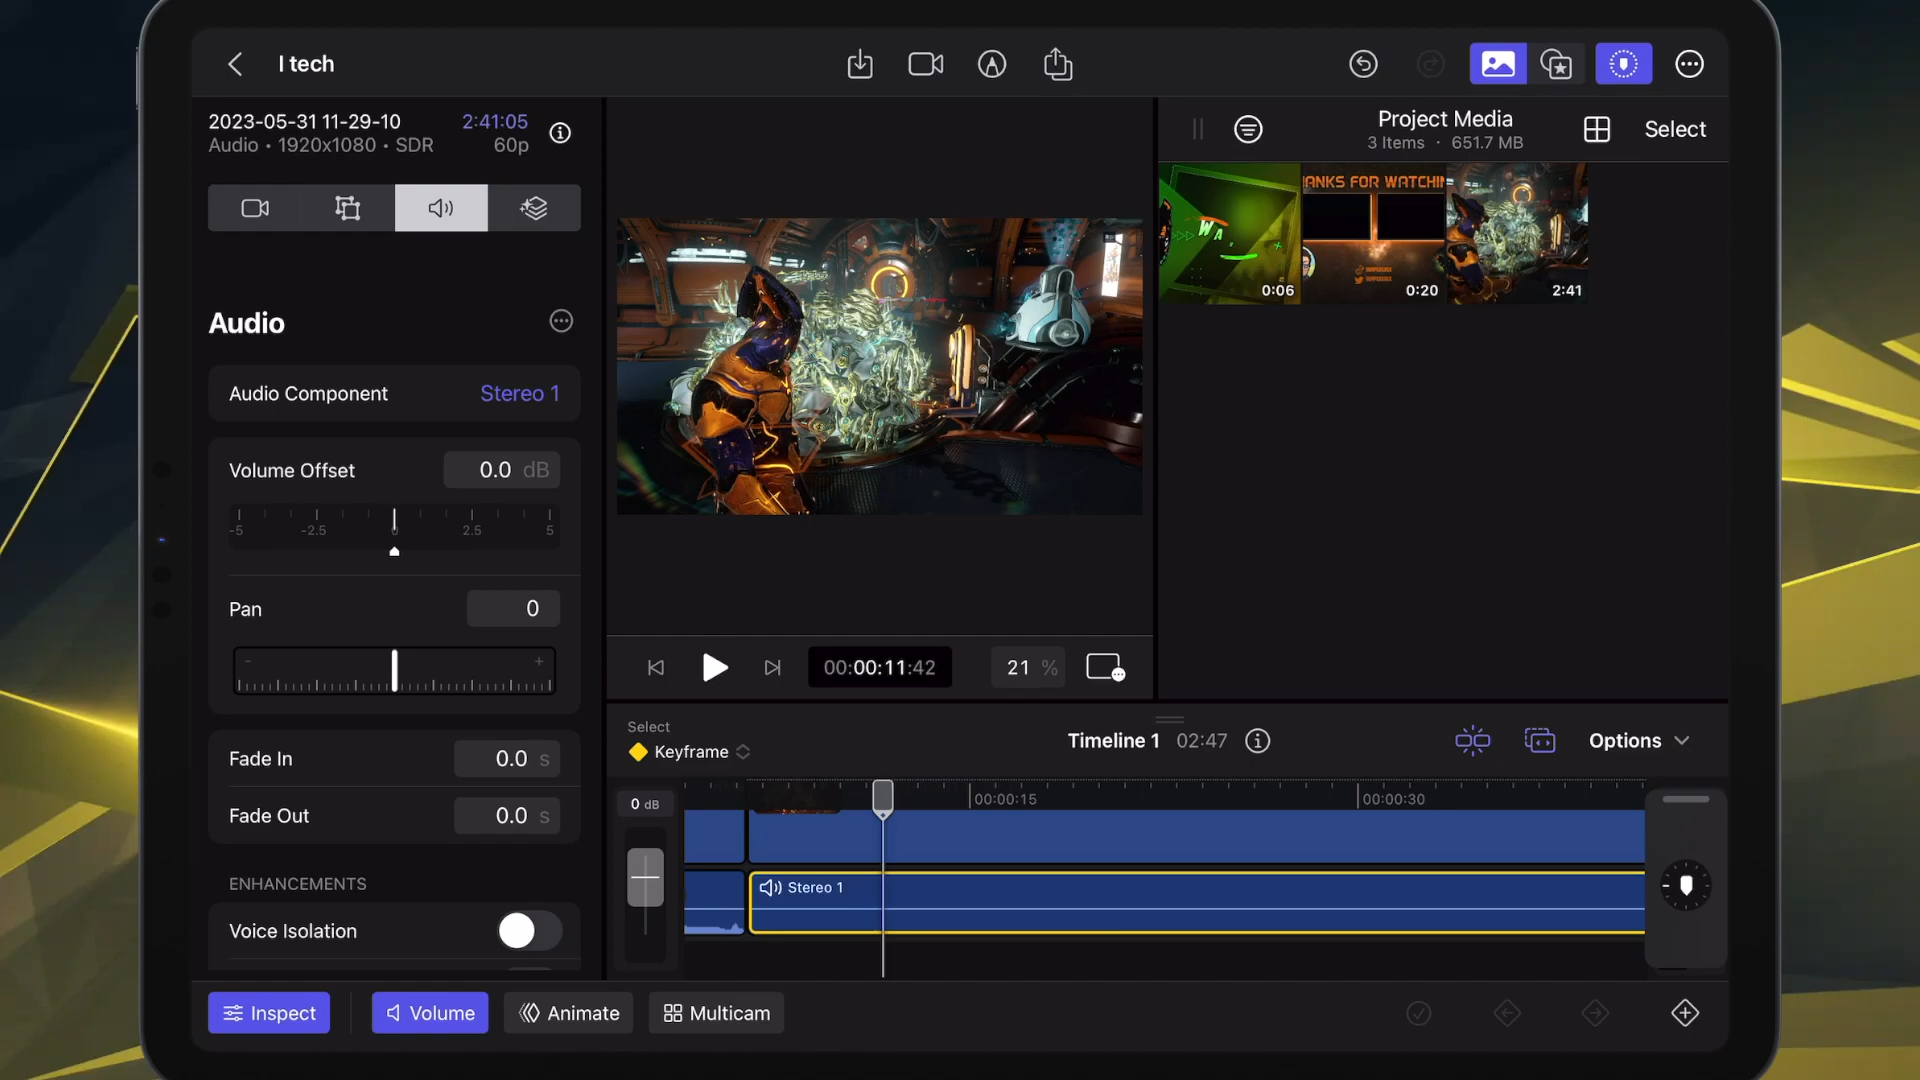 I tech
2023-05-31 11-29-10
2:41:05
Audio • 1920x1080 • SDR
60p
Project Media
3 Items · 651.7 MB
Select
ANKS FOR WATCHIN
WA
0:06
0:20
2:41
Audio
Audio Component
Stereo 1
Volume Offset
0.0 dB
-5
-2.5
0
2.5
5
Pan
0
- +
00:00:11:42
21 %
Fade In
0.0 s
Fade Out
0.0 s
ENHANCEMENTS
Voice Isolation
Select
Keyframe
Timeline 1 02:47
Options
0 dB
00:00:15
00:00:30
Stereo 1
Inspect
Volume
Animate
Multicam